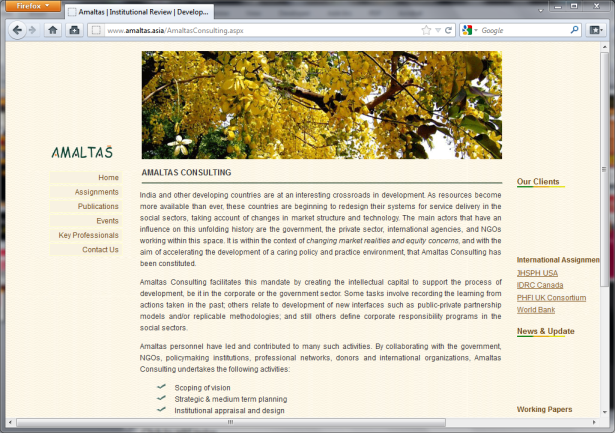 Firefox
Amaltas | Institutional Review | Develop...
www.amaltas.asia/AmaltasConsulting.aspx
Google
AMALTAS
Home
Assignments
Publications
Events
Key Professionals
Contact Us
AMALTAS CONSULTING
India and other developing countries are at an interesting crossroads in development. As resources become
more available than ever, these countries are beginning to redesign their systems for service delivery in the
social sectors, taking account of changes in market structure and technology. The main actors that have an
influence on this unfolding history are the government, the private sector, international agencies, and NGOs
working within this space. It is within the context of changing market realities and equity concerns, and with the
aim of accelerating the development of a caring policy and practice environment, that Amaltas Consulting has
been constituted.
Amaltas Consulting facilitates this mandate by creating the intellectual capital to support the process of
development, be it in the corporate or the government sector. Some tasks involve recording the learning from
actions taken in the past; others relate to development of new interfaces such as public-private partnership
models and/or replicable methodologies; and still others define corporate responsibility programs in the
social sectors.
Amaltas personnel have led and contributed to many such activities. By collaborating with the government,
NGOs, policymaking institutions, professional networks, donors and international organizations, Amaltas
Consulting undertakes the following activities:
Scoping of vision
Strategic & medium term planning
Institutional appraisal and design
Our Clients
International Assignmen
JHSPH USA
IDRC Canada
PHFI UK Consortium
World Bank
News & Update
Working Papers